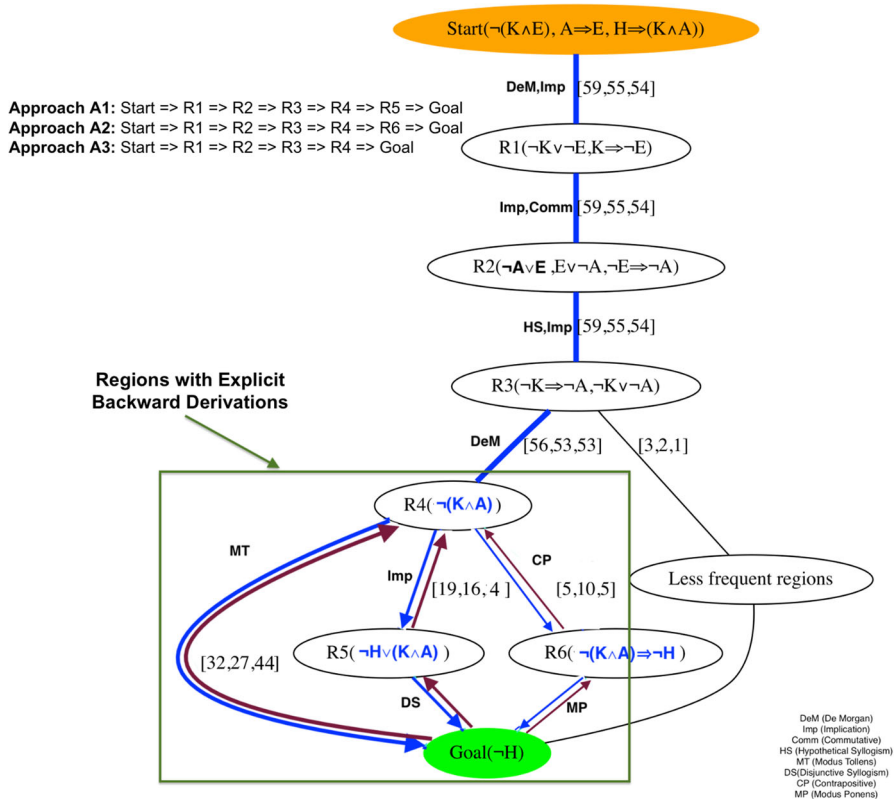 Start(¬(K∧E), A⇒E, H⇒(K∧A))
DeM,Imp [59,55,54]
Approach A1: Start => R1 => R2 => R3 => R4 => R5 => Goal
Approach A2: Start => R1 => R2 => R3 => R4 => R6 => Goal
Approach A3: Start => R1 => R2 => R3 => R4 => Goal
R1(¬K∨¬E,K⇒¬E)
Imp,Comm [59,55,54]
R2(¬A∨E ,E∨¬A,¬E⇒¬A)
HS,Imp [59,55,54]
R3(¬K⇒¬A,¬K∨¬A)
Regions with Explicit
Backward Derivations
DeM [56,53,53]
[3,2,1]
R4(¬(K∧A) )
MT
Imp
CP
[19,16, 4 ]
[5,10,5]
Less frequent regions
[32,27,44]
R5(¬H∨(K∧A) )
R6( ¬(K∧A)⇒¬H )
DS
MP
Goal(¬H)
DeM (De Morgan)
Imp (Implication)
Comm (Commutative)
HS (Hypothetical Syllogism)
MT (Modus Tollens)
DS(Disjunctive Syllogism)
CP (Contrapositive)
MP (Modus Ponens)